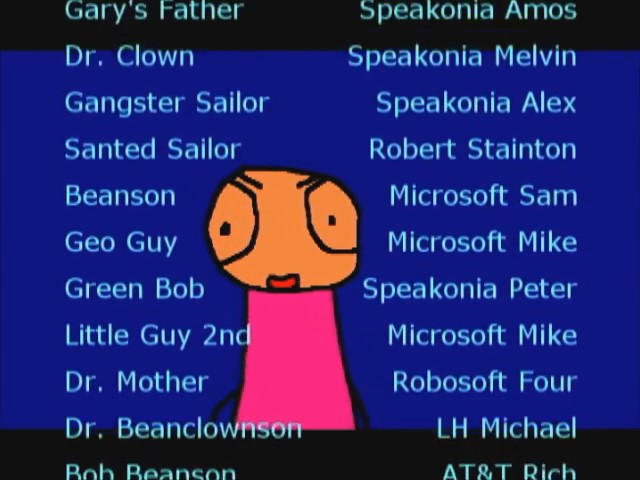 Gary's Father Speakonia Amos
Dr. Clown Speakonia Melvin
Gangster Sailor Speakonia Alex
Santed Sailor Robert Stainton
Beanson Microsoft Sam
Geo Guy Microsoft Mike
Green Bob Speakonia Peter
Little Guy 2nd Microsoft Mike
Dr. Mother Robosoft Four
Dr. Beanclownson LH Michael
Bob Beanson AT&T Rich